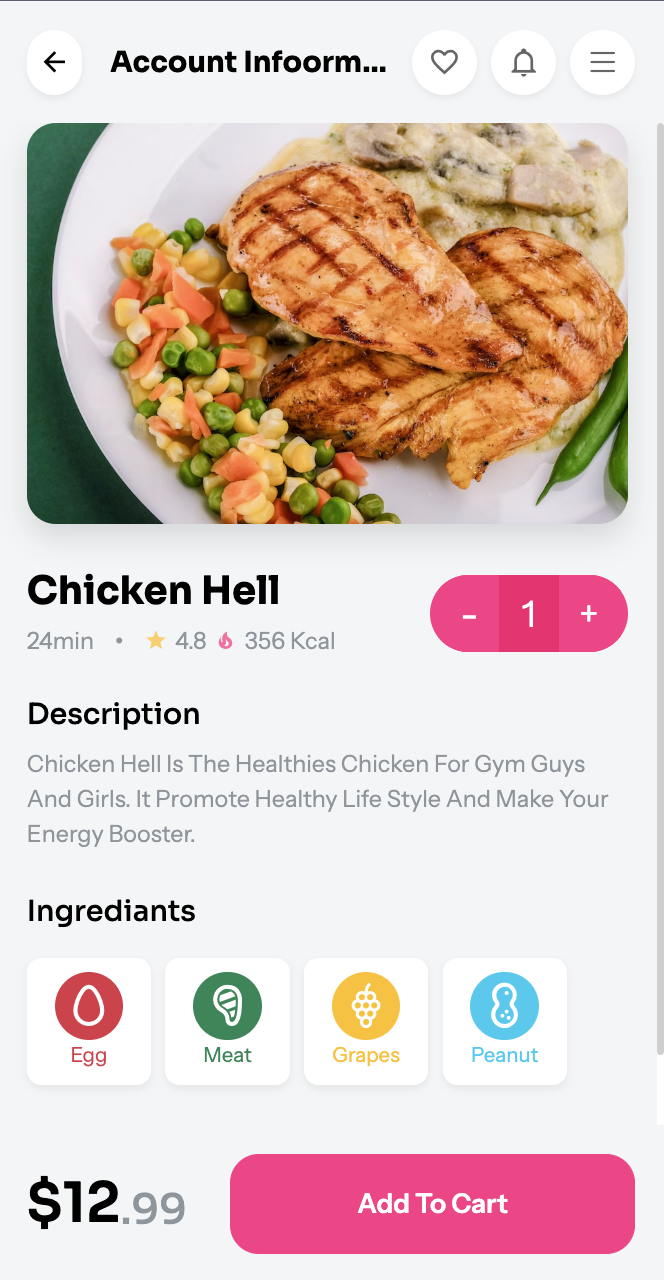 Account Infoorm...
Chicken Hell
24min • 4.8 356 Kcal
- 1 +
Description
Chicken Hell Is The Healthies Chicken For Gym Guys
And Girls. It Promote Healthy Life Style And Make Your
Energy Booster.
Ingrediants
Egg Meat Grapes Peanut
$12.99 Add To Cart